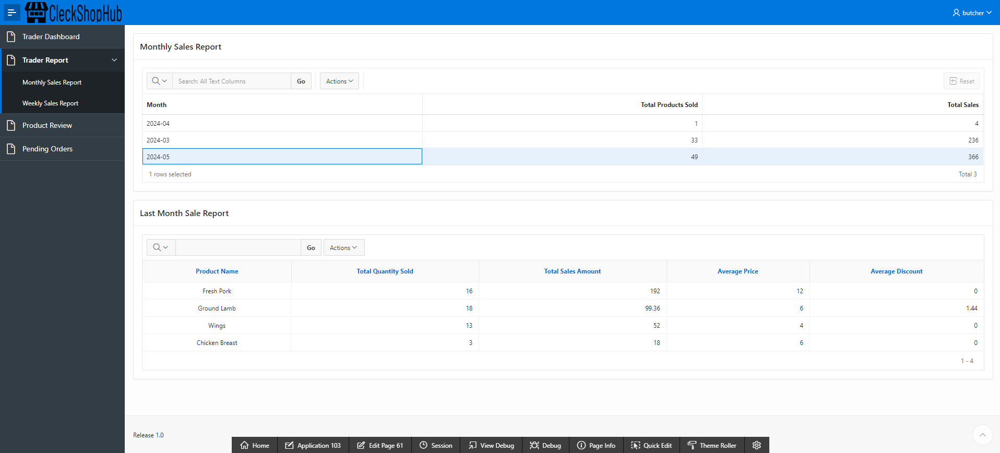 CleckShopHub
butcher
Trader Dashboard
Trader Report
Monthly Sales Report
Weekly Sales Report
Product Review
Pending Orders
Monthly Sales Report
Search: All Text Columns Go Actions Reset
Month Total Products Sold Total Sales
2024-04 1 4
2024-03 33 236
2024-05 49 366
1 rows selected Total 3
Last Month Sale Report
Go Actions
Product Name Total Quantity Sold Total Sales Amount Average Price Average Discount
Fresh Pork 16 192 12 0
Ground Lamb 18 99.36 6 1.44
Wings 13 52 4 0
Chicken Breast 3 18 6 0
1 - 4
Release 1.0
Home Application 103 Edit Page 61 Session View Debug Debug Page Info Quick Edit Theme Roller